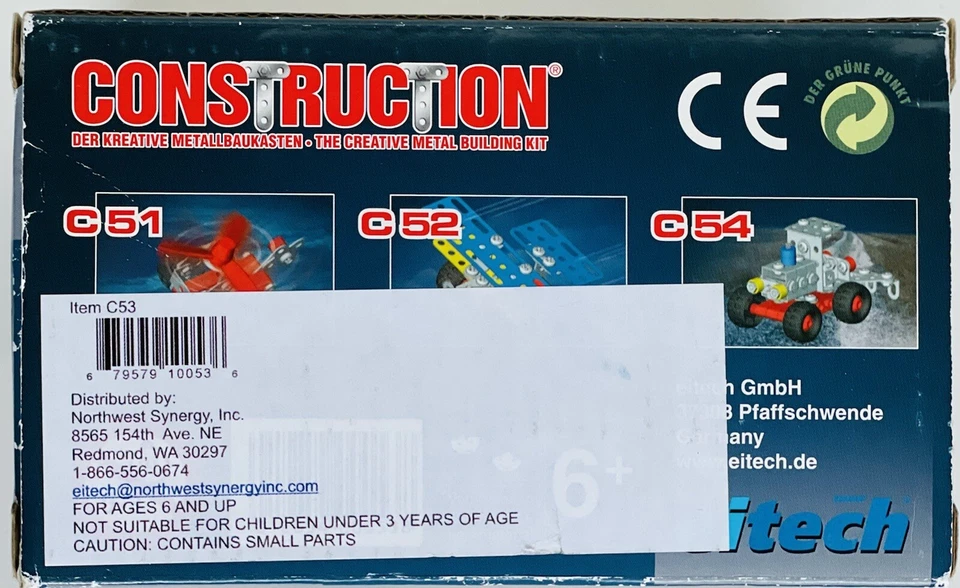 CONSTRUCTION®
DER KREATIVE METALLBAUKASTEN • THE CREATIVE METAL BUILDING KIT
CE
DER GRÜNE PUNKT
C 51
C 52
C 54
Item C53
6 79579 10053 6
Distributed by:
Northwest Synergy, Inc.
8565 154th Ave. NE
Redmond, WA 30297
1-866-556-0674
eitech@northwestsynergyinc.com
FOR AGES 6 AND UP
NOT SUITABLE FOR CHILDREN UNDER 3 YEARS OF AGE
CAUTION: CONTAINS SMALL PARTS
6+
eitech GmbH
Pfaffschwende
Germany
www.eitech.de
eitech